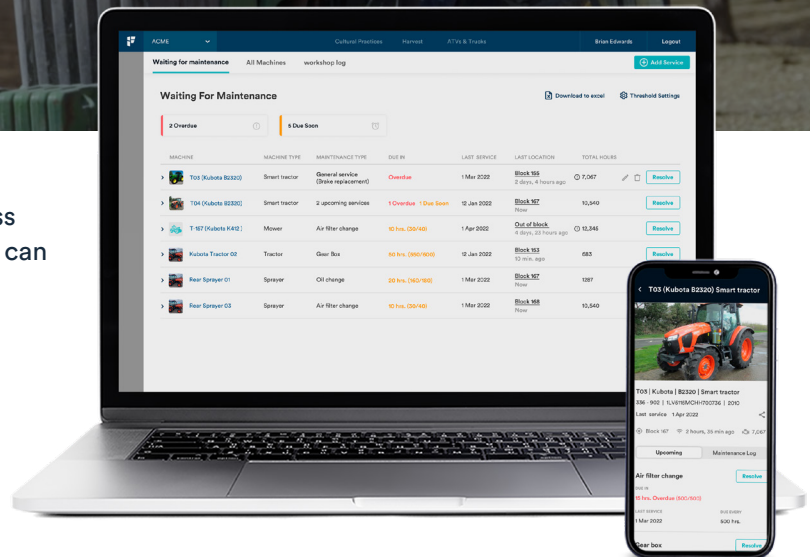 ACME
Cultural Practices
Harvest
ATVs & Trucks
Brian Edwards
Logout
Waiting for maintenance
All Machines
workshop log
Add Service
Waiting For Maintenance
Download to excel
Threshold Settings
2 Overdue
5 Due Soon
MACHINE
MACHINE TYPE
MAINTENANCE TYPE
DUE IN
LAST SERVICE
LAST LOCATION
TOTAL HOURS
T03 (Kubota B2320)
Smart tractor
General service
(Brake replacement)
Overdue
1 Mar 2022
Block 155
2 days, 4 hours ago
7,067
Resolve
T04 (Kubota B2320)
Smart tractor
2 upcoming services
1 Overdue
1 Due Soon
12 Jan 2022
Block 167
Now
10,540
Resolve
T-157 (Kubota K412 )
Mower
Air filter change
10 hrs. (30/40)
1 Apr 2022
Out of block
4 days, 23 hours ago
12,345
Resolve
Kubota Tractor 02
Tractor
Gear Box
12 Jan 2022
Block 153
10 min. ago
683
Resolve
Rear Sprayer 01
Sprayer
Oil change
20 hrs. (140/160)
1 Mar 2022
Block 167
Now
1287
Rear Sprayer 03
Sprayer
Air filter change
10 hrs. (30/40)
1 Mar 2022
Block 168
Now
10,540
can
T03 (Kubota B2320) Smart tractor
T03 | Kubota | B2320 | Smart tractor
Last service 1 Apr 2022
Block 167
2 hours, 35 min ago
7,067
Upcoming
Maintenance Log
Air filter change
Resolve
DUE IN
LAST SERVICE
DUE EVERY
1 Mar 2022
500 hrs.
Gear box
Resolve